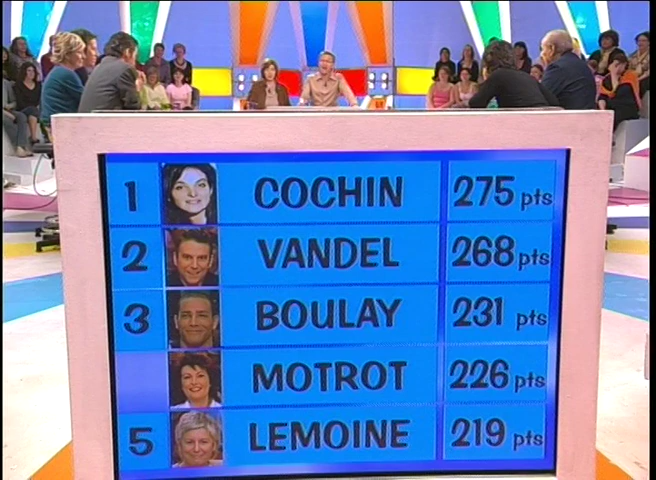 1 COCHIN 275 pts
2 VANDEL 268 pts
3 BOULAY 231 pts
MOTROT 226 pts
5 LEMOINE 219 pts